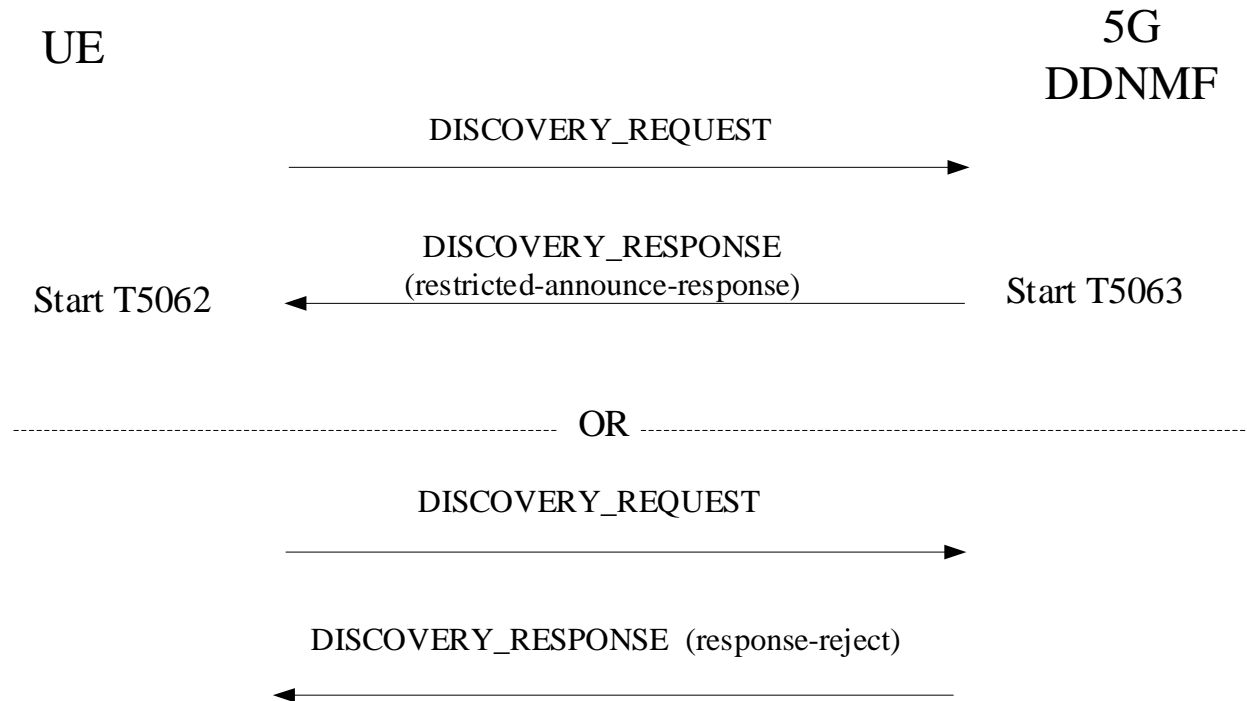 UE
5G
DDNMF
DISCOVERY_REQUEST
DISCOVERY_RESPONSE
(restricted-announce-response)
Start T5062
Start T5063
OR
DISCOVERY_REQUEST
DISCOVERY_RESPONSE (response-reject)